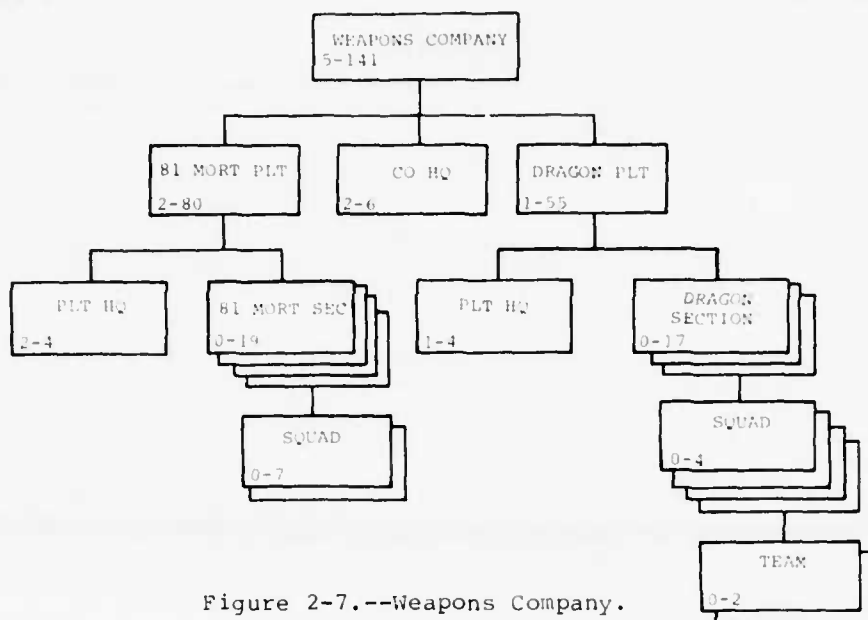 WEAPONS COMPANY
5-141
81 MORT PLT
2-80
CO HQ
2-6
DRAGON PLT
1-55
PLT HQ
2-4
81 MORT SEC
0-19
PLT HQ
1-4
DRAGON
SECTION
0-17
SQUAD
0-7
SQUAD
0-4
TEAM
0-2
Figure 2-7.--Weapons Company.